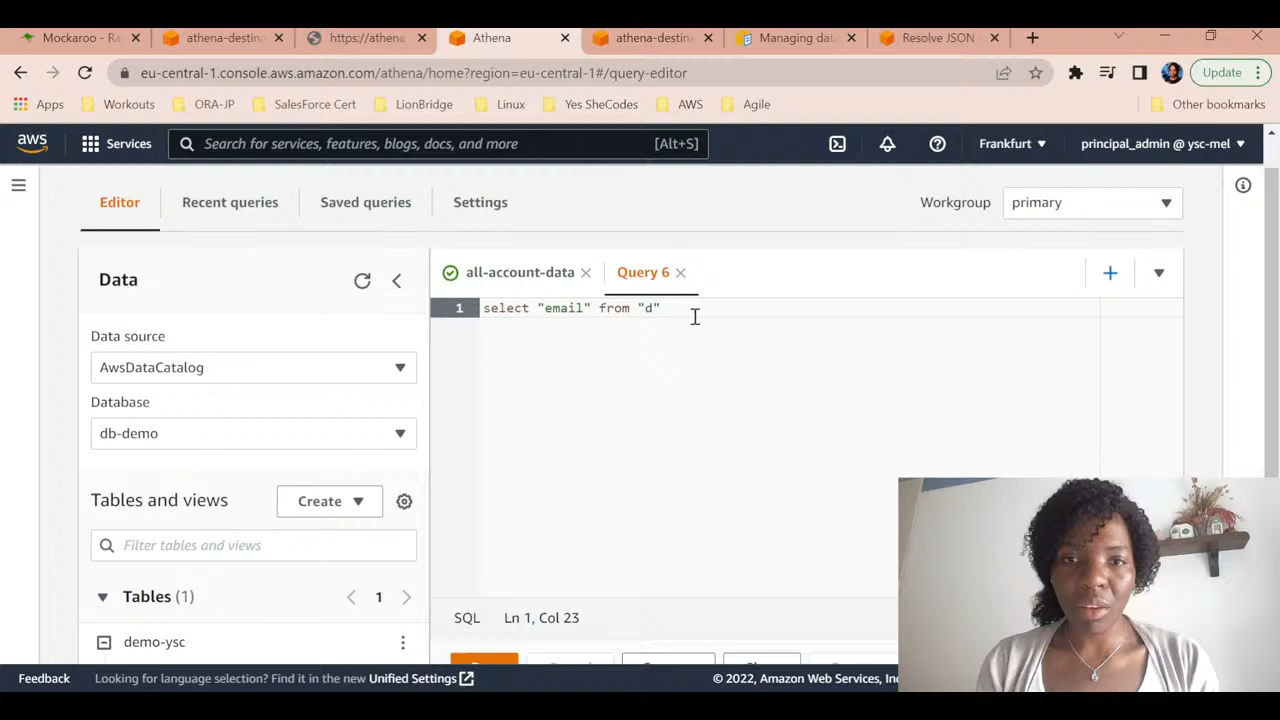 Mockaroo - Ra
athena-destin
https://athena
Athena
athena-destin
Managing dat
Resolve JSON
eu-central-1.console.aws.amazon.com/athena/home?region=eu-central-1#/query-editor
Update
Apps
Workouts
ORA-JP
SalesForce Cert
LionBridge
Linux
Yes SheCodes
AWS
Agile
Other bookmarks
aws
Services
Search for services, features, blogs, docs, and more
[Alt+S]
Frankfurt
principal_admin @ ysc-mel
Editor
Recent queries
Saved queries
Settings
Workgroup
primary
Data
all-account-data
Query 6
1 select "email" from "d"
Data source
AwsDataCatalog
Database
db-demo
Tables and views
Create
Filter tables and views
Tables (1)
1
demo-ysc
SQL
Ln 1, Col 23
Feedback
Looking for language selection? Find it in the new Unified Settings
© 2022, Amazon Web Services, Inc